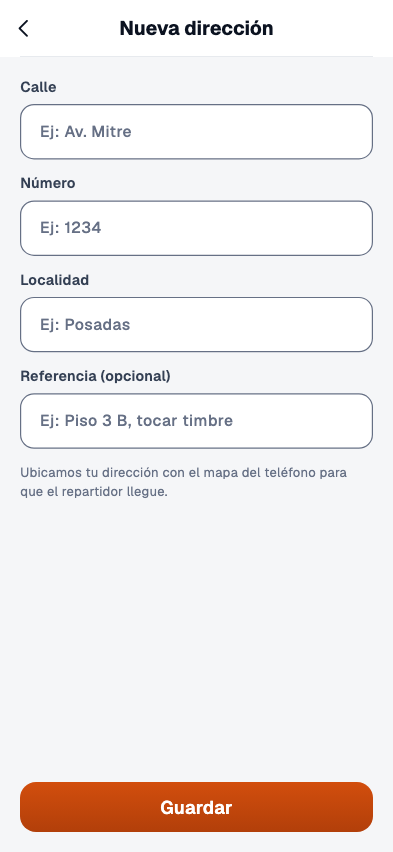 Nueva dirección
Calle
Ej: Av. Mitre
Número
Ej: 1234
Localidad
Ej: Posadas
Referencia (opcional)
Ej: Piso 3 B, tocar timbre
Ubicamos tu dirección con el mapa del teléfono para
que el repartidor llegue.
Guardar